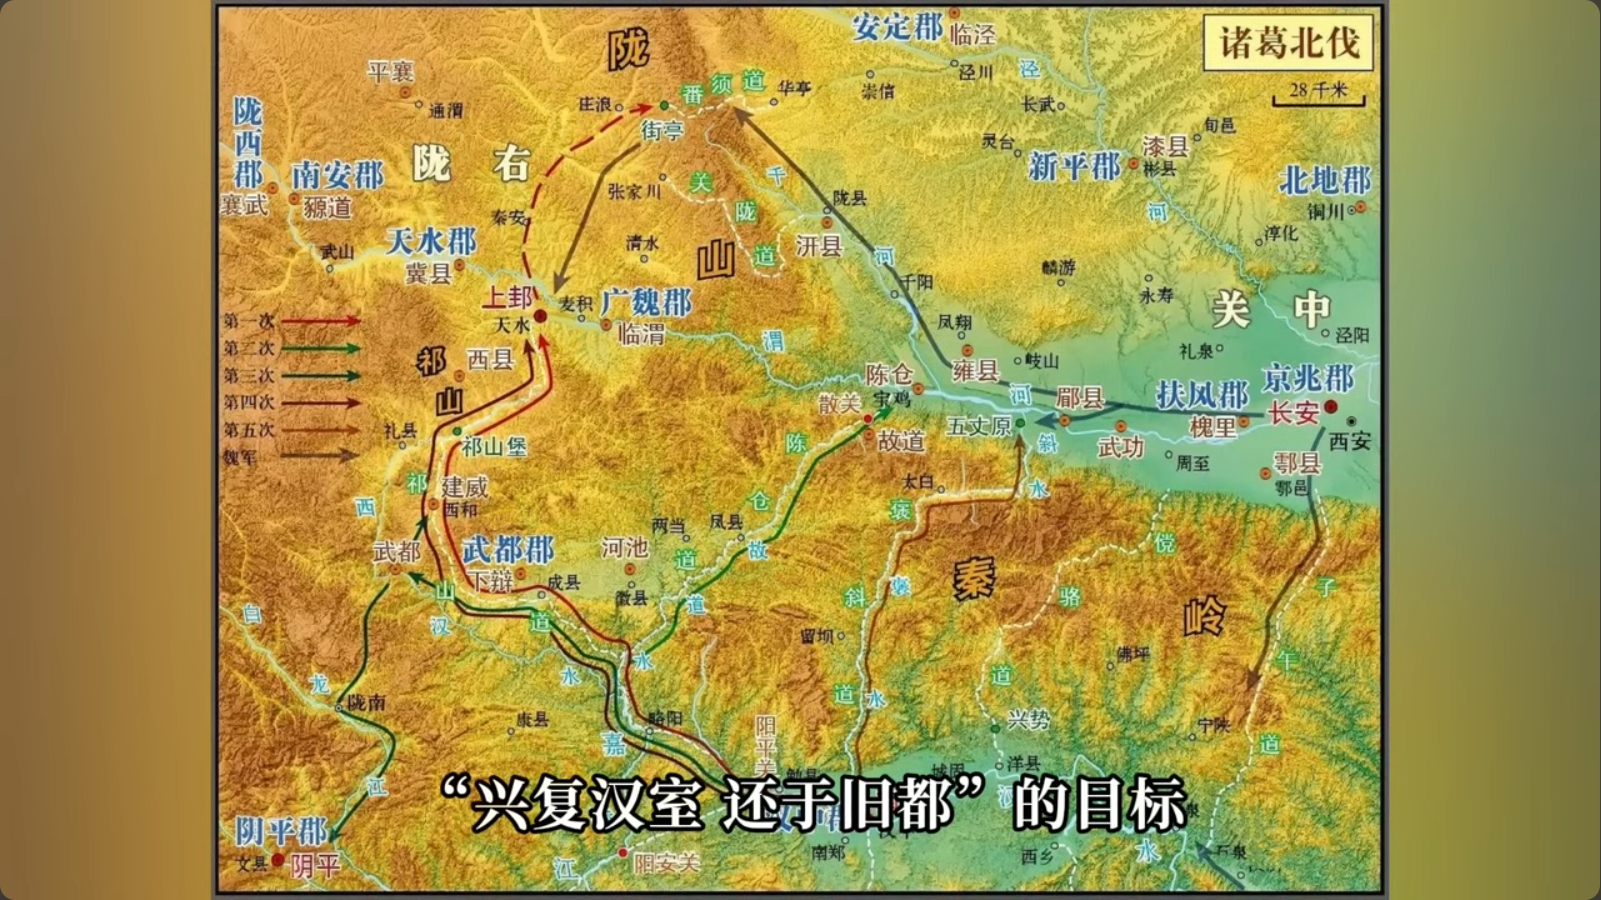 诸葛北伐
28千米
陇
安定郡
临泾
泾川
泾
平襄
通渭
庄浪
番须道
华亭
崇信
长武
街亭
灵台
旬邑
漆县
彬县
新平郡
陇西郡
南安郡
襄武
獂道
陇右
北地郡
铜川
张家川
关
千
陇县
秦安
陇
河
淳化
武山
天水郡
冀县
清水
山
道
汧县
河
千阳
麟游
永寿
上邽
麦积
广魏郡
天水
临渭
渭
凤翔
关中
泾阳
第一次
第二次
第三次
第四次
第五次
魏军
祁山
西县
陈仓
宝鸡
雍县
岐山
礼泉
河
郿县
扶风郡
京兆郡
长安
槐里
西安
散关
故道
五丈原
斜
武功
周至
鄠县
鄠邑
礼县
祁山堡
陈
太白
水
祁
建威
西和
西
仓
褒
两当
凤县
武都
武都郡
下辩
成县
河池
徽县
道
故
傥
秦
岭
山
道
道
斜
褒
骆
子
白
汉
水
水
留坝
佛坪
午
龙
陇南
道
水
道
康县
略阳
嘉
阳平关
兴势
宁陕
道
江
勉县
城固
洋县
汉
“兴复汉室 还于旧都”的目标
阴平郡
文县
阴平
江
阳安关
南郑
西乡
水
石泉